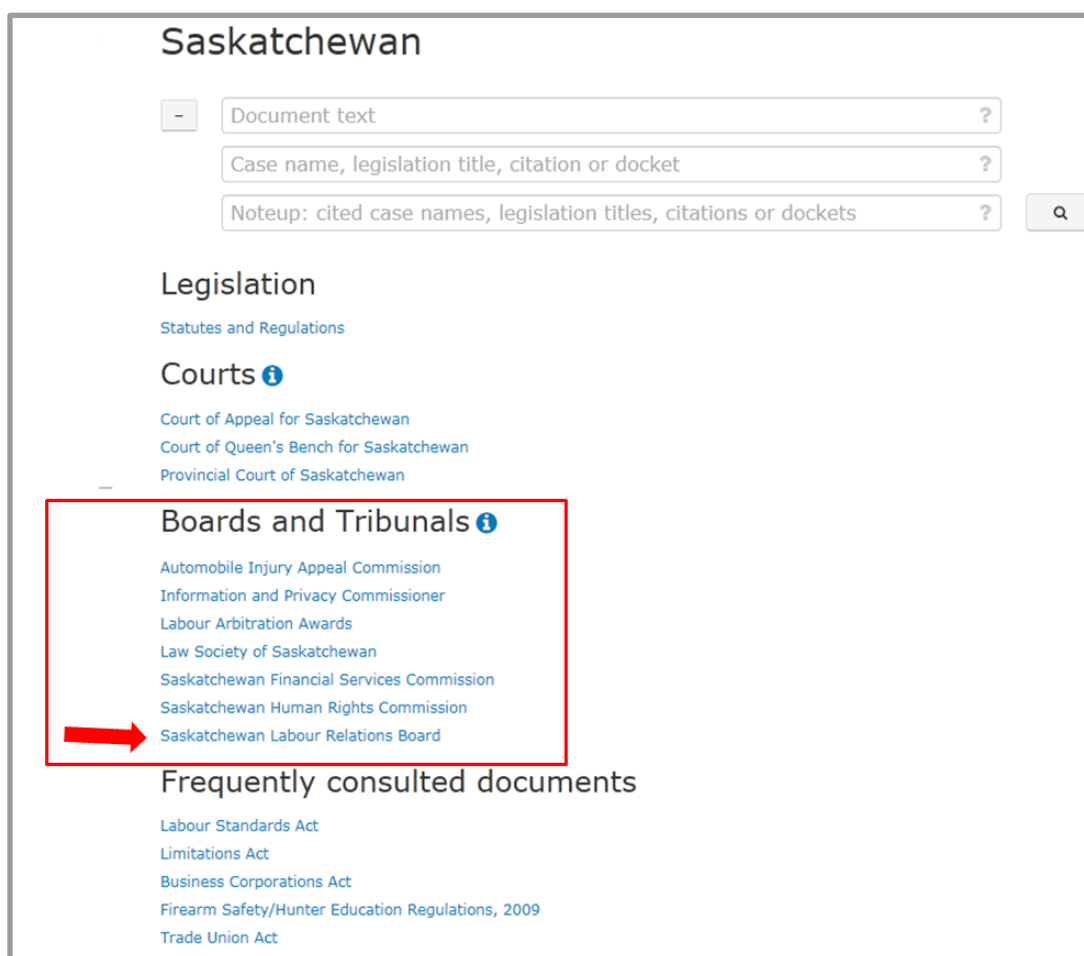 Saskatchewan
–
Document text ?
Case name, legislation title, citation or docket ?
Noteup: cited case names, legislation titles, citations or dockets ?
Legislation
Statutes and Regulations
Courts
Court of Appeal for Saskatchewan
Court of Queen's Bench for Saskatchewan
Provincial Court of Saskatchewan
Boards and Tribunals
Automobile Injury Appeal Commission
Information and Privacy Commissioner
Labour Arbitration Awards
Law Society of Saskatchewan
Saskatchewan Financial Services Commission
Saskatchewan Human Rights Commission
Saskatchewan Labour Relations Board
Frequently consulted documents
Labour Standards Act
Limitations Act
Business Corporations Act
Firearm Safety/Hunter Education Regulations, 2009
Trade Union Act